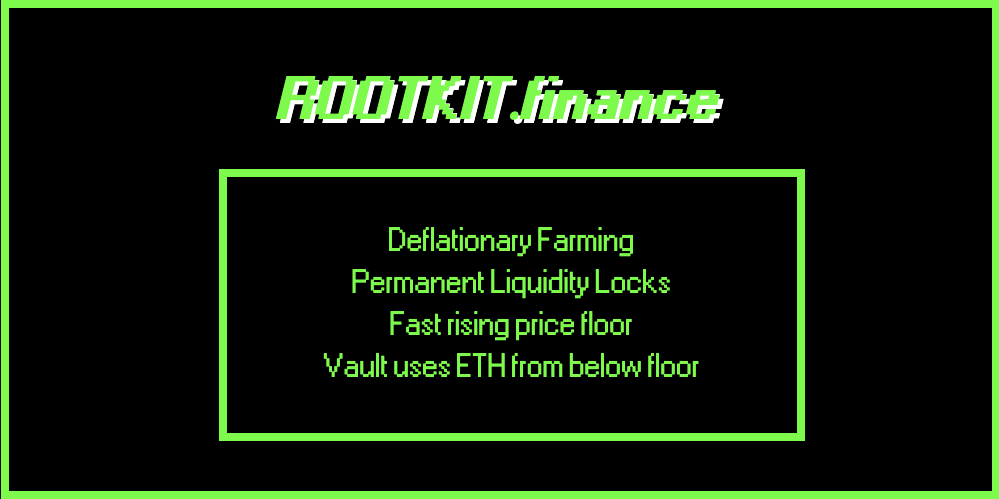 ROOTKIT.finance
Deflationary Farming
Permanent Liquidity Locks
Fast rising price floor
Vault uses ETH from below floor